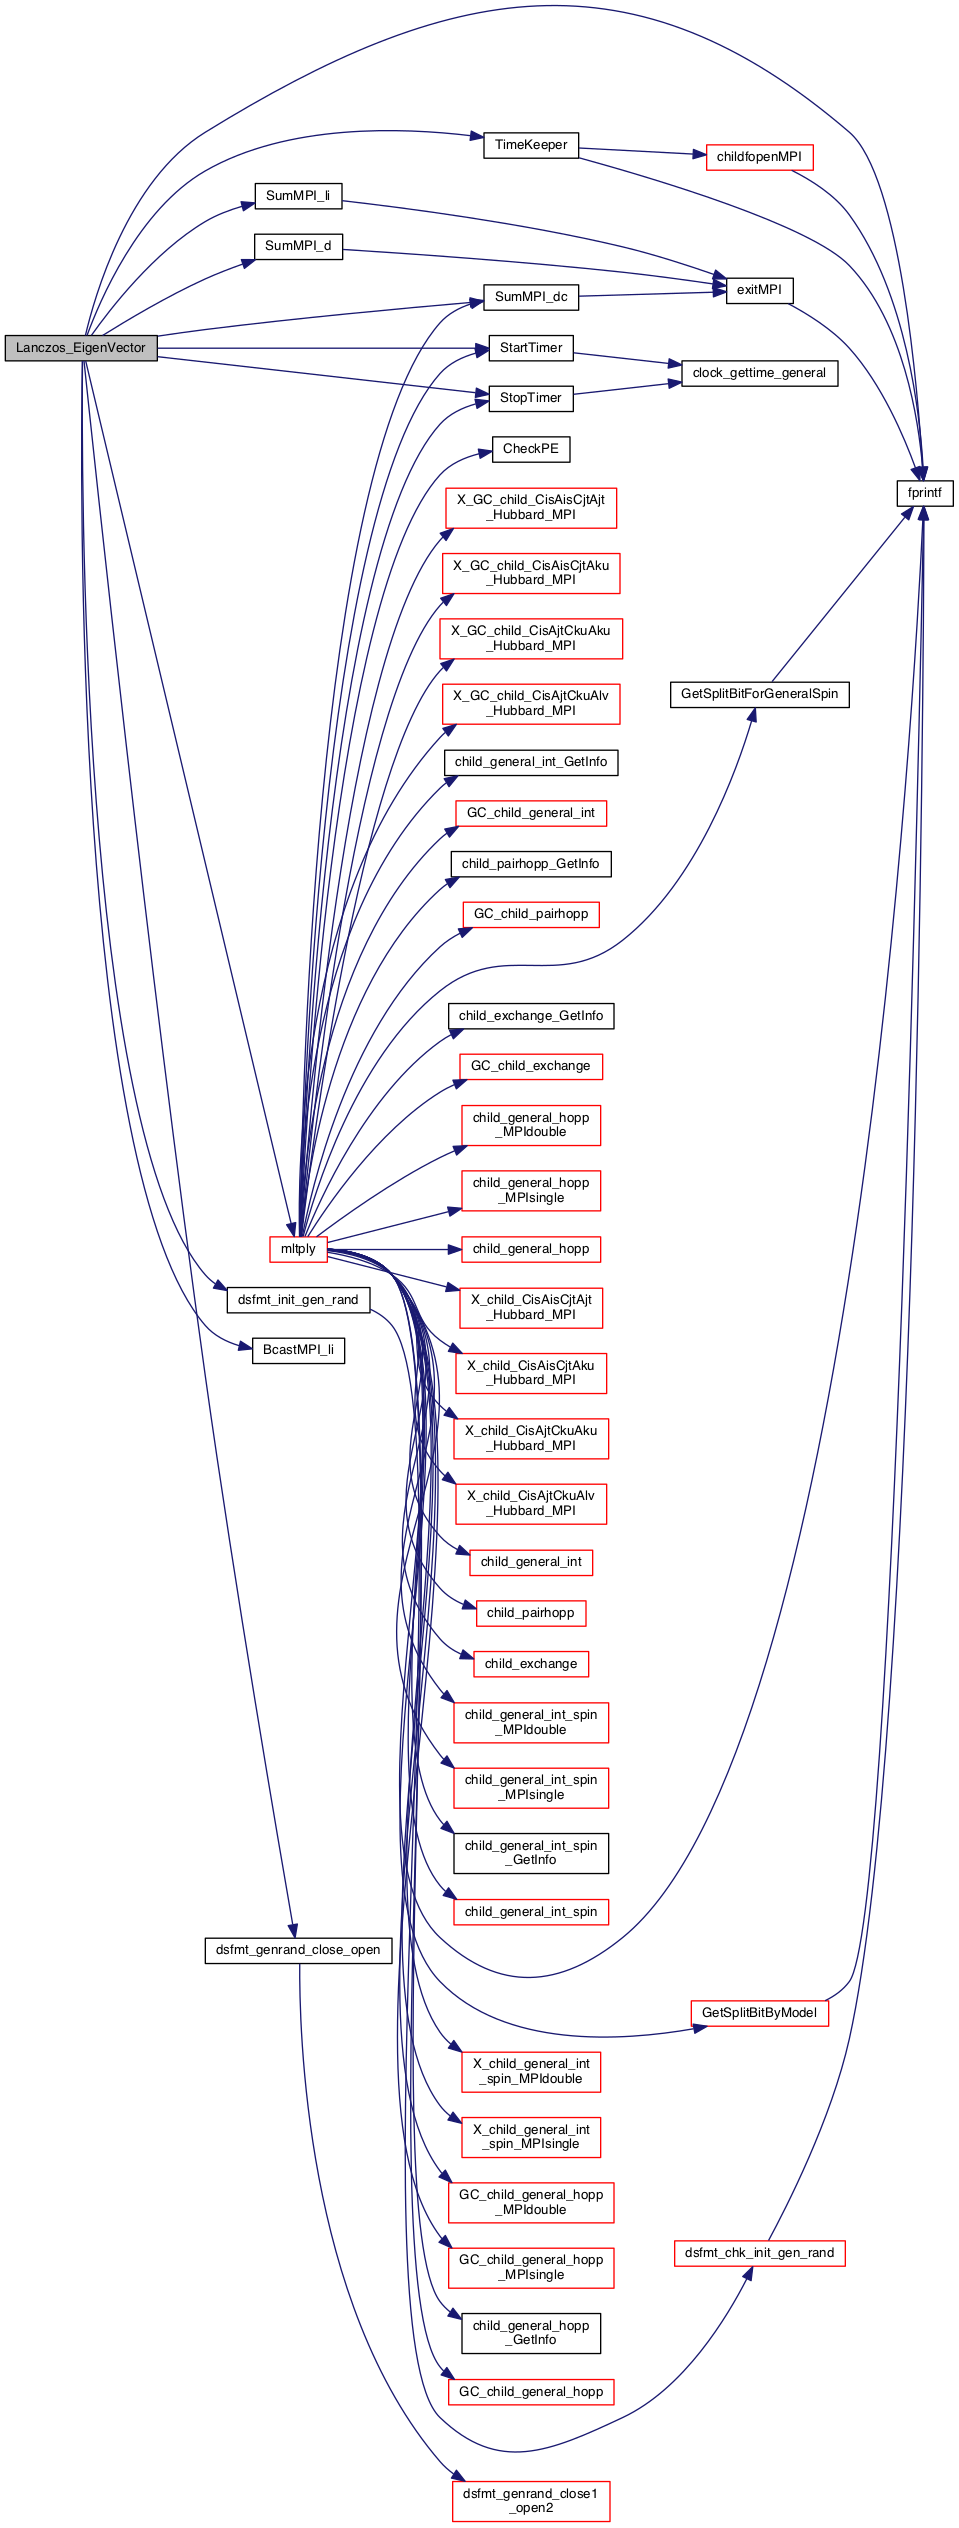 TimeKeeper
childfopenMPI
SumMPI_li
SumMPI_d
exitMPI
SumMPI_dc
Lanczos_EigenVector
StartTimer
clock_gettime_general
StopTimer
CheckPE
fprintf
X_GC_child_CisAisCjtAjt
_Hubbard_MPI
X_GC_child_CisAisCjtAku
_Hubbard_MPI
X_GC_child_CisAjtCkuAku
_Hubbard_MPI
X_GC_child_CisAjtCkuAlv
_Hubbard_MPI
GetSplitBitForGeneralSpin
child_general_int_GetInfo
GC_child_general_int
child_pairhopp_GetInfo
GC_child_pairhopp
child_exchange_GetInfo
GC_child_exchange
child_general_hopp
_MPIdouble
child_general_hopp
_MPIsingle
mltply
child_general_hopp
dsfmt_init_gen_rand
X_child_CisAisCjtAjt
_Hubbard_MPI
BcastMPI_li
X_child_CisAisCjtAku
_Hubbard_MPI
X_child_CisAjtCkuAku
_Hubbard_MPI
X_child_CisAjtCkuAlv
_Hubbard_MPI
child_general_int
child_pairhopp
child_exchange
child_general_int_spin
_MPIdouble
child_general_int_spin
_MPIsingle
child_general_int_spin
_GetInfo
child_general_int_spin
dsfmt_genrand_close_open
GetSplitBitByModel
X_child_general_int
_spin_MPIdouble
X_child_general_int
_spin_MPIsingle
GC_child_general_hopp
_MPIdouble
dsfmt_chk_init_gen_rand
GC_child_general_hopp
_MPIsingle
child_general_hopp
_GetInfo
GC_child_general_hopp
dsfmt_genrand_close1
_open2